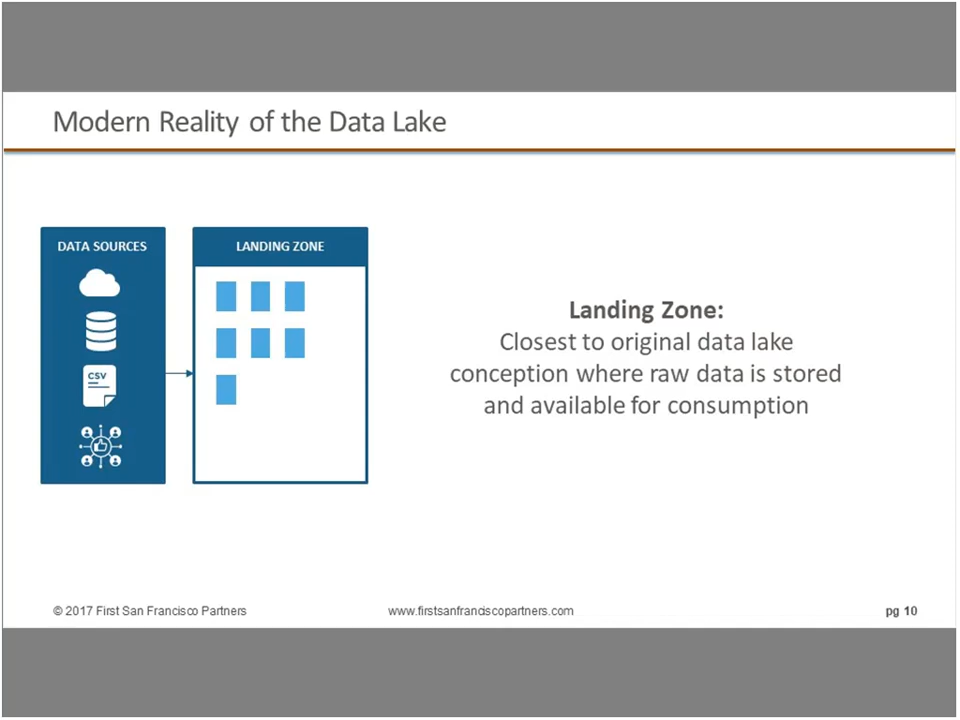 Modern Reality of the Data Lake
DATA SOURCES
CSV
LANDING ZONE
Landing Zone:
Closest to original data lake
conception where raw data is stored
and available for consumption
© 2017 First San Francisco Partners
www.firstsanfranciscopartners.com
pg 10